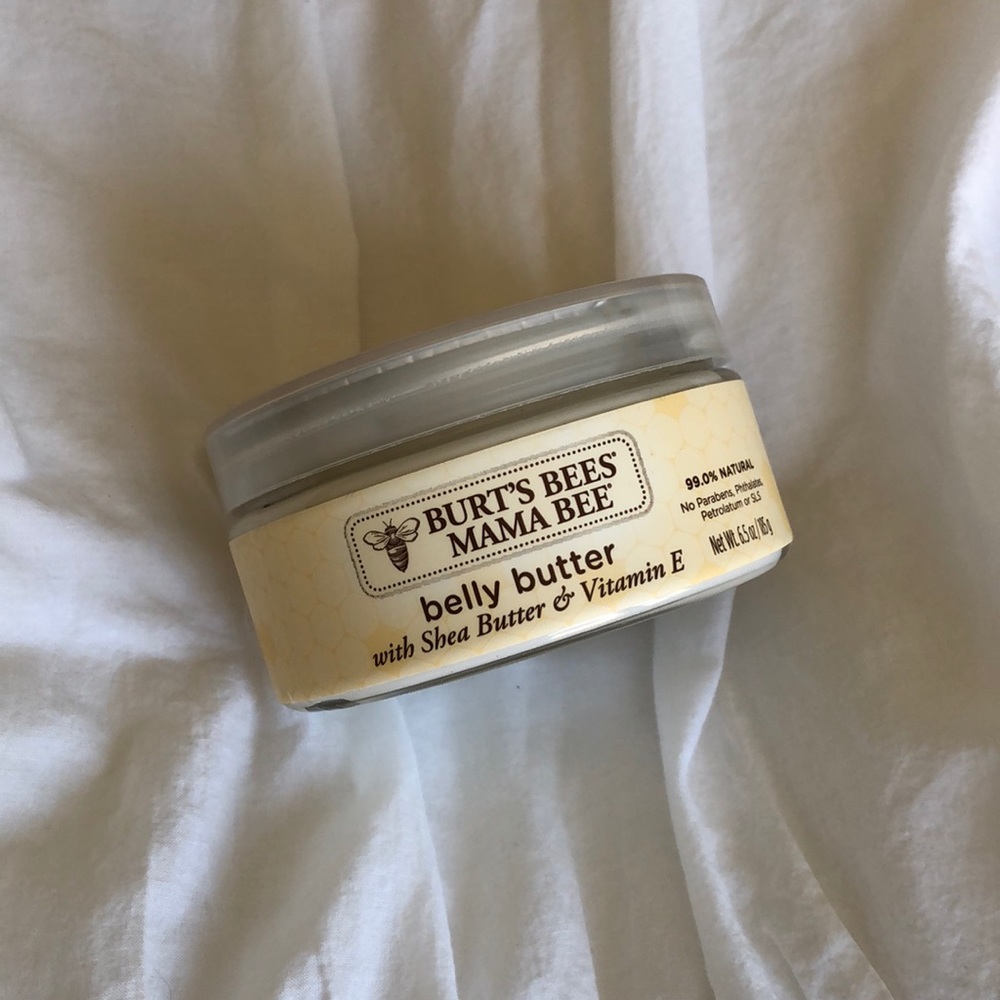 BURT'S BEES®
MAMA BEE®
belly butter
with Shea Butter & Vitamin E
99.0% NATURAL
No Parabens, Phthalates,
Petrolatum or SLS
Net Wt. 6.5 oz / 185 g